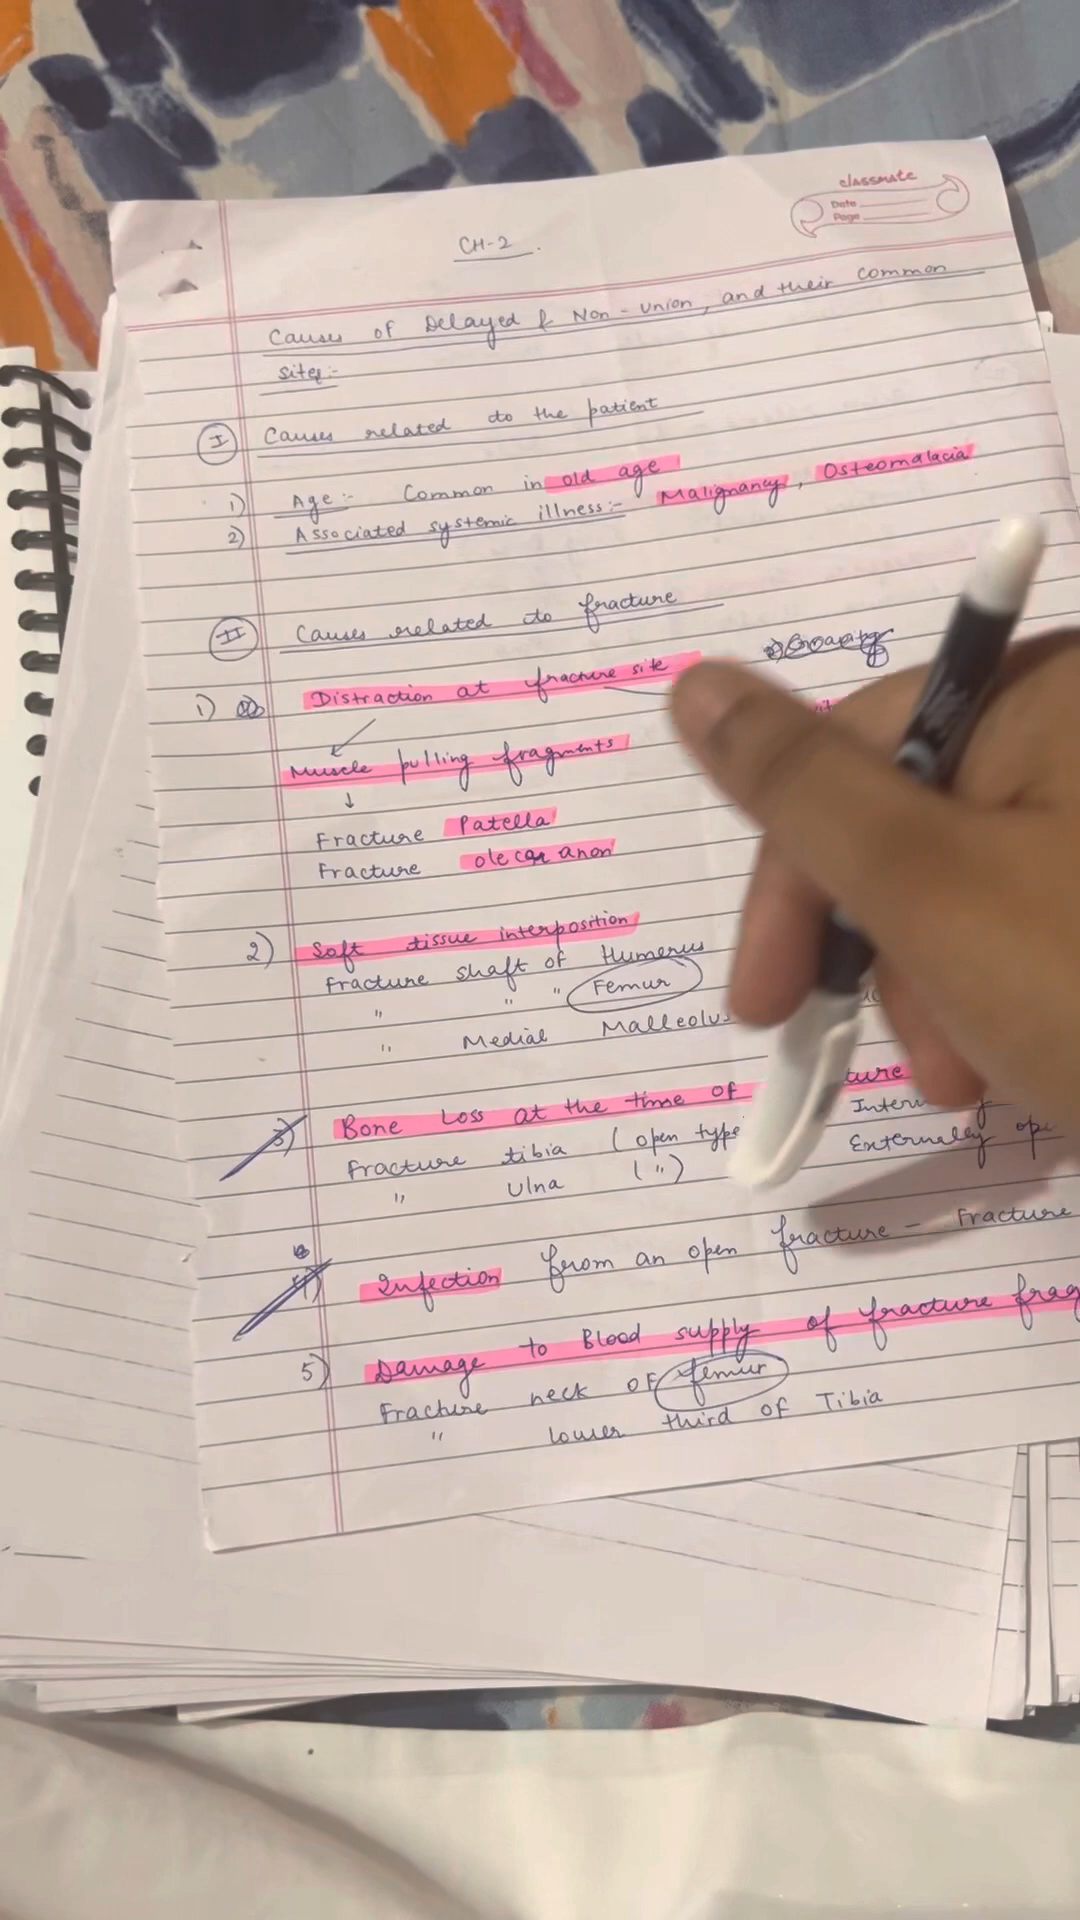 classmate
Date
Page
CH-2
Causes of Delayed & Non-Union, and their common
sites:-
I Causes related to the patient
1) Age:- Common in old age
2) Associated systemic illness:- Malignancy, Osteomalacia
II Causes related to fracture
1) Distraction at fracture site
Muscle pulling fragments
Fracture Patella
Fracture olecranon
2) Soft tissue interposition
Fracture shaft of Humerus
" " " Femur
" Medial Malleolus
3) Bone Loss at the time of
Fracture tibia (open type
" Ulna (")
Externally
Infection from an open fracture - Fracture
5) Damage to Blood supply of fracture frag
Fracture neck of femur
" lower third of Tibia